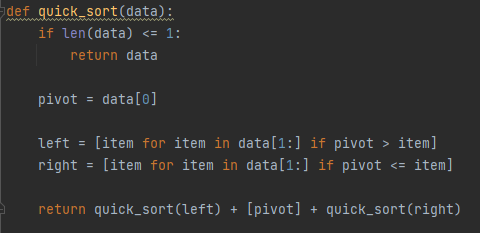 def quick_sort(data):
    if len(data) <= 1:
        return data

    pivot = data[0]

    left = [item for item in data[1:] if pivot > item]
    right = [item for item in data[1:] if pivot <= item]

    return quick_sort(left) + [pivot] + quick_sort(right)